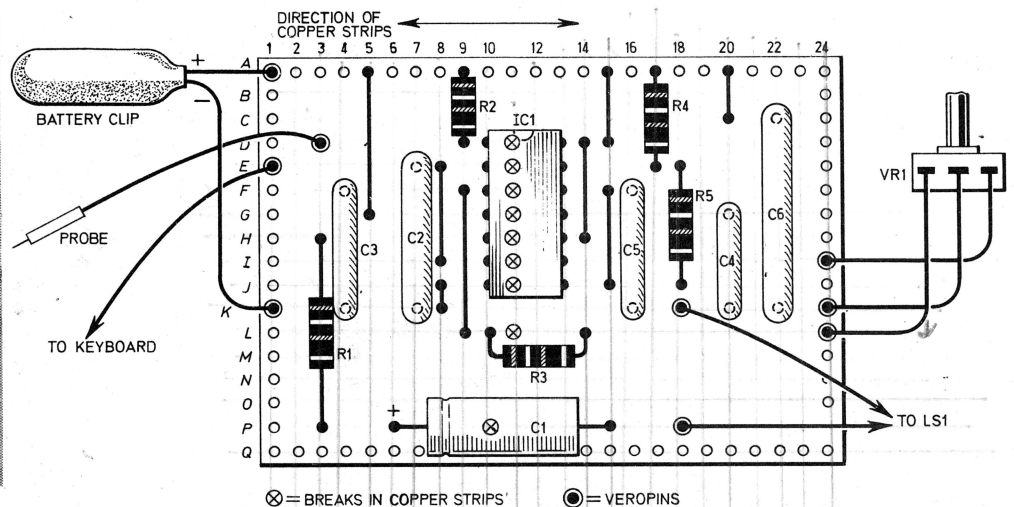 DIRECTION OF
COPPER STRIPS
1 2 3 4 5 6 7 8 9 10 12 14 16 18 20 22 24
A
B
C
D
E
F
G
H
I
J
K
L
M
N
O
P
Q
+
−
BATTERY CLIP
PROBE
TO KEYBOARD
R2
IC1
R4
VR1
R5
C3
C2
C5
C4
C6
R1
R3
+
C1
TO LS1
⊗ = BREAKS IN COPPER STRIPS
= VEROPINS